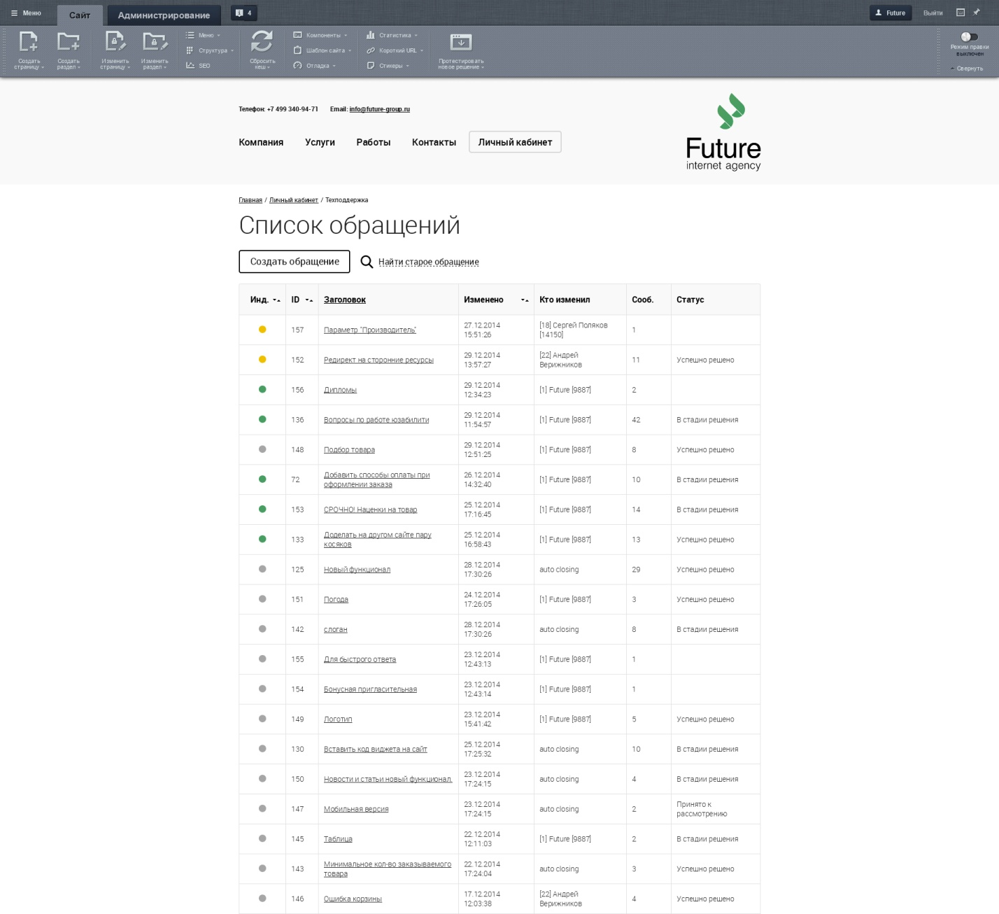 Меню Сайт Администрирование 4 Future Выйти
Создать страницу
Создать раздел
Изменить страницу
Изменить раздел
Меню
Структура
SEO
Сбросить кеш
Компоненты
Шаблон сайта
Отладка
Статистика
Короткий URL
Стикеры
Протестировать новое решение
Режим правки
выключен
Свернуть
Телефон: +7 499 340-94-71 Email: info@future-group.ru
Компания Услуги Работы Контакты Личный кабинет
Future
internet agency
Главная / Личный кабинет / Техподдержка
Список обращений
Создать обращение Найти старое обращение
Инд. ID Заголовок Изменено Кто изменил Сооб. Статус
157 Параметр "Производитель" 27.12.2014 15:51:26 [18] Сергей Поляков [14150] 1
152 Редирект на сторонние ресурсы 29.12.2014 13:57:27 [22] Андрей Верижников 11 Успешно решено
156 Дипломы 29.12.2014 12:34:23 [1] Future [9887] 2
136 Вопросы по работе юзабилити 29.12.2014 11:54:57 [1] Future [9887] 42 В стадии решения
148 Подбор товара 29.12.2014 12:51:25 [1] Future [9887] 8 Успешно решено
72 Добавить способы оплаты при оформлении заказа 26.12.2014 14:32:40 [1] Future [9887] 10 В стадии решения
153 СРОЧНО! Наценки на товар 25.12.2014 17:16:45 [1] Future [9887] 14 В стадии решения
133 Доделать на другом сайте пару косяков 25.12.2014 16:58:43 [1] Future [9887] 13 Успешно решено
125 Новый функционал 28.12.2014 17:30:26 auto closing 29 Успешно решено
151 Погода 24.12.2014 17:26:05 [1] Future [9887] 3 Успешно решено
142 слоган 28.12.2014 17:30:26 auto closing 8 В стадии решения
155 Для быстрого ответа 23.12.2014 12:43:13 [1] Future [9887] 1
154 Бонусная пригласительная 23.12.2014 12:43:14 [1] Future [9887] 1
149 Логотип 23.12.2014 15:41:42 [1] Future [9887] 5 Успешно решено
130 Вставить код виджета на сайт 25.12.2014 17:25:32 auto closing 10 В стадии решения
150 Новости и статьи новый функционал. 23.12.2014 17:24:15 auto closing 4 В стадии решения
147 Мобильная версия 23.12.2014 17:24:15 auto closing 2 Принято к рассмотрению
145 Таблица 22.12.2014 12:11:03 [1] Future [9887] 2 В стадии решения
143 Минимальное кол-во заказываемого товара 22.12.2014 17:24:04 auto closing 3 Успешно решено
146 Ошибка корзины 17.12.2014 12:03:38 [22] Андрей Верижников 4 Успешно решено